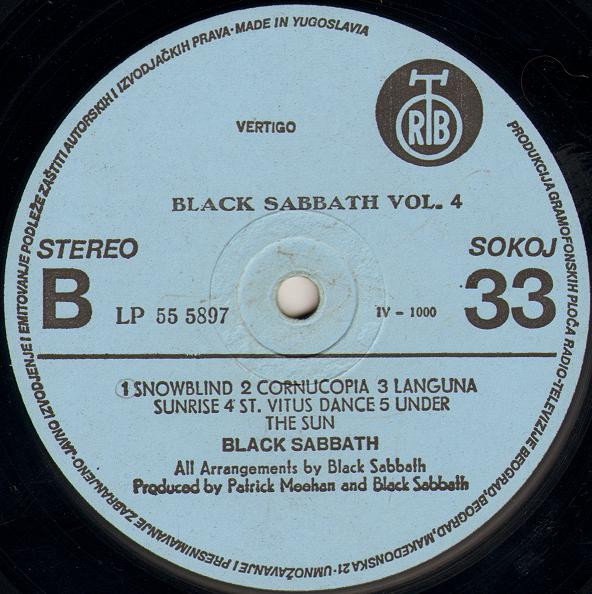 PRODUKCIJA GRAMOFONSKIH PLOČA RADIO-TELEVIZIJE BEOGRAD, BEOGRAD, MAKEDONSKA 21 · UMNOŽAVANJE I PRESNIMAVANJE ZABRANJENO · JAVNO IZVODJENJE I EMITOVANJE PODLEŽE ZAŠTITI AUTORSKIH I IZVODJAČKIH PRAVA · MADE IN YUGOSLAVIA
VERTIGO
RTB
BLACK SABBATH VOL. 4
STEREO
SOKOJ
B
LP 55 5897
IV - 1000
33
1 SNOWBLIND 2 CORNUCOPIA 3 LANGUNA
SUNRISE 4 ST. VITUS DANCE 5 UNDER
THE SUN
BLACK SABBATH
All Arrangements by Black Sabbath
Produced by Patrick Meehan and Black Sabbath